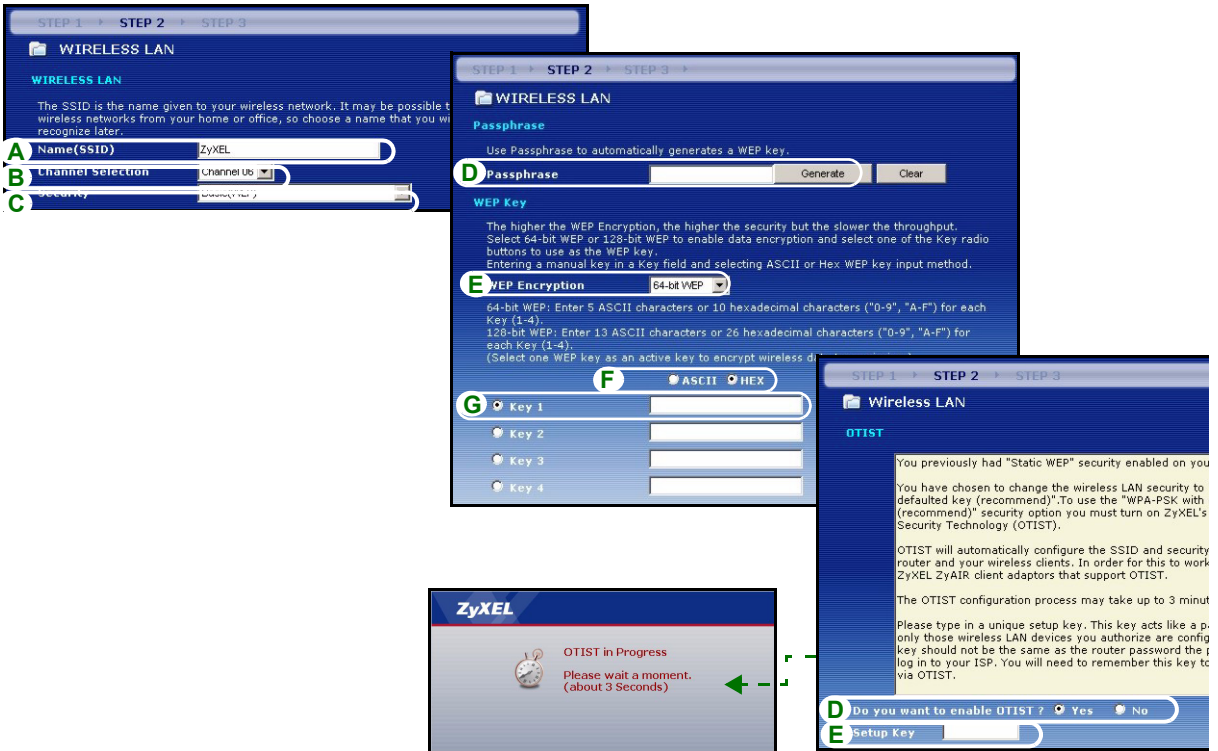 STEP 1 STEP 2 STEP 3
WIRELESS LAN
WIRELESS LAN
The SSID is the name given to your wireless network. It may be possible t
wireless networks from your home or office, so choose a name that you wi
recognize later.
A Name(SSID) ZyXEL
B Channel Selection Channel 06
C Security Basic(WEP)
STEP 1 STEP 2 STEP 3
WIRELESS LAN
Passphrase
Use Passphrase to automatically generates a WEP key.
D Passphrase Generate Clear
WEP Key
The higher the WEP Encryption, the higher the security but the slower the throughput.
Select 64-bit WEP or 128-bit WEP to enable data encryption and select one of the Key radio
buttons to use as the WEP key.
Entering a manual key in a Key field and selecting ASCII or Hex WEP key input method.
E WEP Encryption 64-bit WEP
64-bit WEP: Enter 5 ASCII characters or 10 hexadecimal characters ("0-9", "A-F") for each
Key (1-4).
128-bit WEP: Enter 13 ASCII characters or 26 hexadecimal characters ("0-9", "A-F") for
each Key (1-4).
(Select one WEP key as an active key to encrypt wireless d
F ASCII HEX
G Key 1
Key 2
Key 3
Key 4
STEP 1 STEP 2 STEP 3
Wireless LAN
OTIST
You previously had "Static WEP" security enabled on you
You have chosen to change the wireless LAN security to
defaulted key (recommend)".To use the "WPA-PSK with
(recommend)" security option you must turn on ZyXEL's
Security Technology (OTIST).
OTIST will automatically configure the SSID and security
router and your wireless clients. In order for this to work
ZyXEL ZyAIR client adaptors that support OTIST.
The OTIST configuration process may take up to 3 minut
Please type in a unique setup key. This key acts like a pa
only those wireless LAN devices you authorize are config
key should not be the same as the router password the p
log in to your ISP. You will need to remember this key to
via OTIST.
D Do you want to enable OTIST ? Yes No
E Setup Key
ZyXEL
OTIST in Progress
Please wait a moment.
(about 3 Seconds)